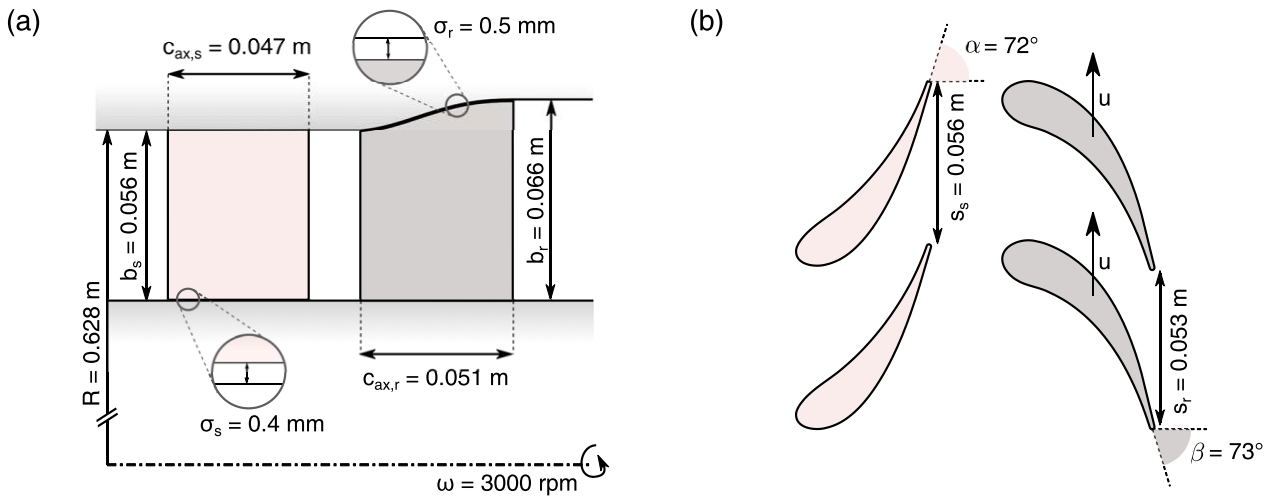 (a)
c_ax,s = 0.047 m
σ_r = 0.5 mm
b_s = 0.056 m
b_r = 0.066 m
R = 0.628 m
c_ax,r = 0.051 m
σ_s = 0.4 mm
ω = 3000 rpm
(b)
α = 72°
s_s = 0.056 m
u
u
s_r = 0.053 m
β = 73°